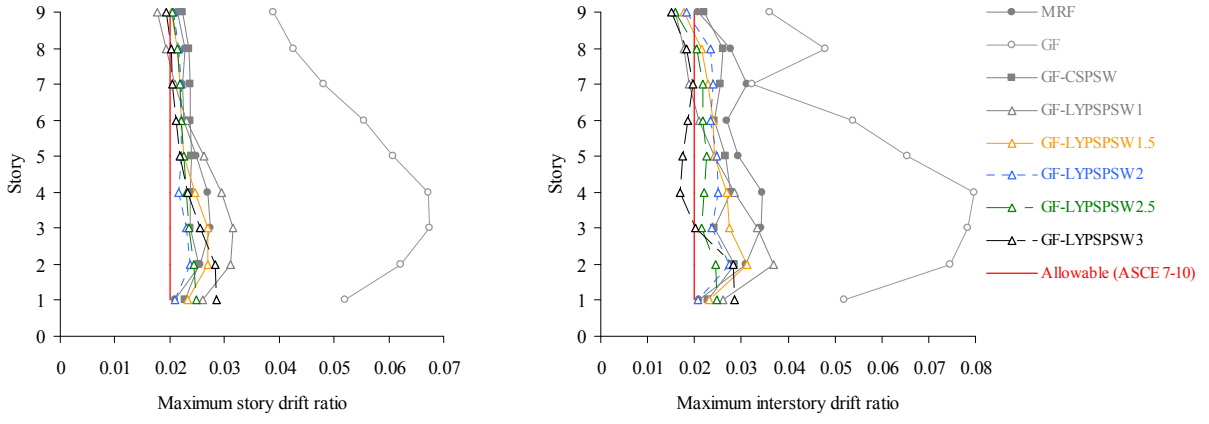 9
8
7
6
5
4
3
2
1
0
Story
0 0.01 0.02 0.03 0.04 0.05 0.06 0.07
Maximum story drift ratio
9
8
7
6
5
4
3
2
1
0
Story
0 0.01 0.02 0.03 0.04 0.05 0.06 0.07 0.08
Maximum interstory drift ratio
MRF
GF
GF-CSPSW
GF-LYPSPSW1
GF-LYPSPSW1.5
GF-LYPSPSW2
GF-LYPSPSW2.5
GF-LYPSPSW3
Allowable (ASCE 7-10)